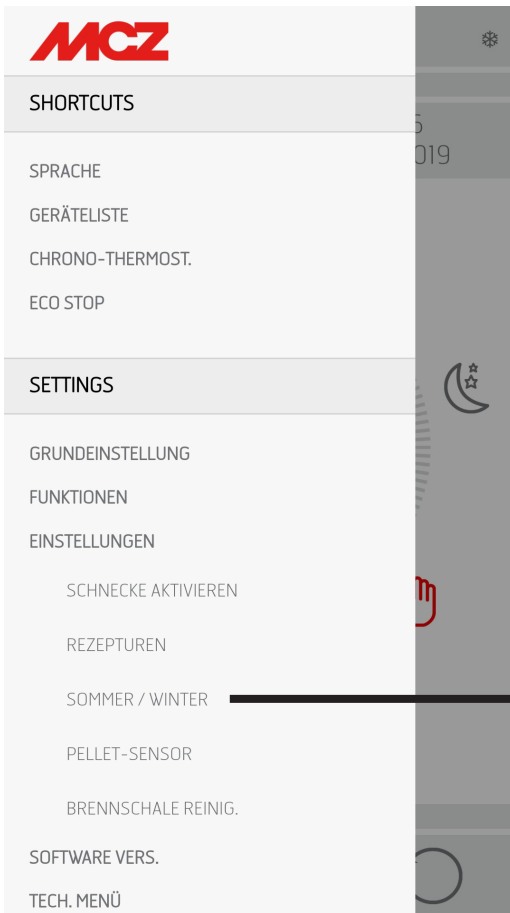 MCZ
SHORTCUTS
SPRACHE
GERÄTELISTE
CHRONO-THERMOST.
ECO STOP
SETTINGS
GRUNDEINSTELLUNG
FUNKTIONEN
EINSTELLUNGEN
SCHNECKE AKTIVIEREN
REZEPTUREN
SOMMER / WINTER
PELLET-SENSOR
BRENNSCHALE REINIG.
SOFTWARE VERS.
TECH. MENÜ
019